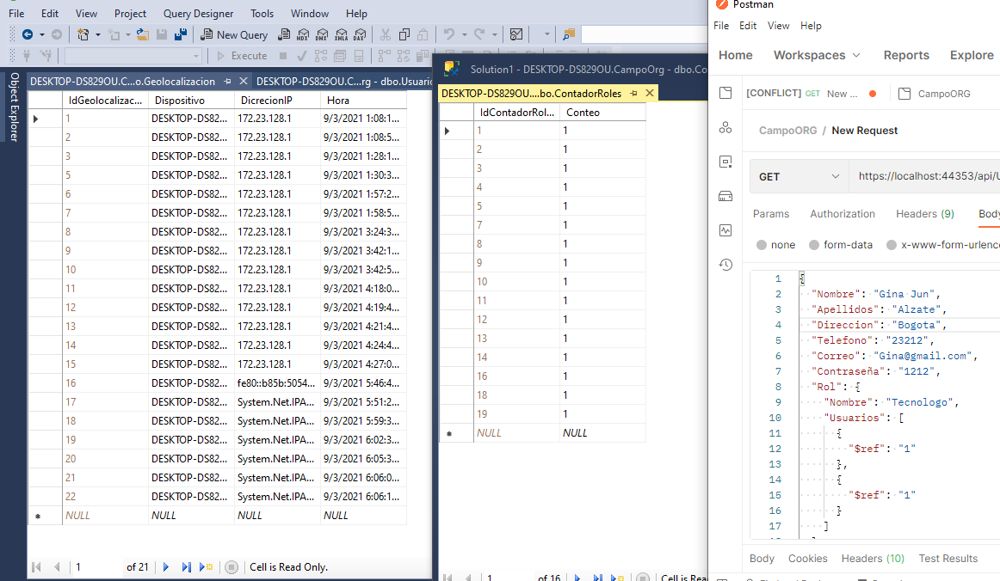 File Edit View Project Query Designer Tools Window Help
New Query MDX DMX XMLA DAX
Execute
Object Explorer
DESKTOP-DS829OU.C...o.Geolocalizacion
DESKTOP-DS829OU.C...rg - dbo.Usuario
IdGeolocalizac... Dispositivo DicrecionIP Hora
1 DESKTOP-DS82... 172.23.128.1 9/3/2021 1:08:1...
2 DESKTOP-DS82... 172.23.128.1 9/3/2021 1:08:5...
3 DESKTOP-DS82... 172.23.128.1 9/3/2021 1:28:1...
5 DESKTOP-DS82... 172.23.128.1 9/3/2021 1:30:3...
6 DESKTOP-DS82... 172.23.128.1 9/3/2021 1:57:2...
7 DESKTOP-DS82... 172.23.128.1 9/3/2021 1:58:5...
8 DESKTOP-DS82... 172.23.128.1 9/3/2021 3:24:3...
9 DESKTOP-DS82... 172.23.128.1 9/3/2021 3:42:1...
10 DESKTOP-DS82... 172.23.128.1 9/3/2021 3:42:5...
11 DESKTOP-DS82... 172.23.128.1 9/3/2021 4:18:0...
12 DESKTOP-DS82... 172.23.128.1 9/3/2021 4:19:4...
13 DESKTOP-DS82... 172.23.128.1 9/3/2021 4:21:4...
14 DESKTOP-DS82... 172.23.128.1 9/3/2021 4:24:4...
15 DESKTOP-DS82... 172.23.128.1 9/3/2021 4:27:0...
16 DESKTOP-DS82... fe80::b85b:5054... 9/3/2021 5:46:4...
17 DESKTOP-DS82... System.Net.IPA... 9/3/2021 5:51:2...
18 DESKTOP-DS82... System.Net.IPA... 9/3/2021 5:59:3...
19 DESKTOP-DS82... System.Net.IPA... 9/3/2021 6:02:3...
20 DESKTOP-DS82... System.Net.IPA... 9/3/2021 6:05:3...
21 DESKTOP-DS82... System.Net.IPA... 9/3/2021 6:06:0...
22 DESKTOP-DS82... System.Net.IPA... 9/3/2021 6:06:1...
NULL NULL NULL NULL
1 of 21 Cell is Read Only.
Solution1 - DESKTOP-DS829OU.CampoOrg - dbo.Co
DESKTOP-DS829OU....bo.ContadorRoles
IdContadorRol... Conteo
1 1
2 1
3 1
4 1
5 1
7 1
8 1
9 1
10 1
11 1
12 1
13 1
14 1
16 1
18 1
19 1
NULL NULL
1 of 16 Cell is Rea
Postman
File Edit View Help
Home Workspaces Reports Explore
[CONFLICT] GET New ... CampoORG
CampoORG / New Request
GET https://localhost:44353/api/U
Params Authorization Headers (9) Body
none form-data x-www-form-urlenc
1 {
2 "Nombre": "Gina Jun",
3 "Apellidos": "Alzate",
4 "Direccion": "Bogota",
5 "Telefono": "23212",
6 "Correo": "Gina@gmail.com",
7 "Contraseña": "1212",
8 "Rol": {
9 "Nombre": "Tecnologo",
10 "Usuarios": [
11 {
12 "$ref": "1"
13 },
14 {
15 "$ref": "1"
16 }
17 ]
Body Cookies Headers (10) Test Results